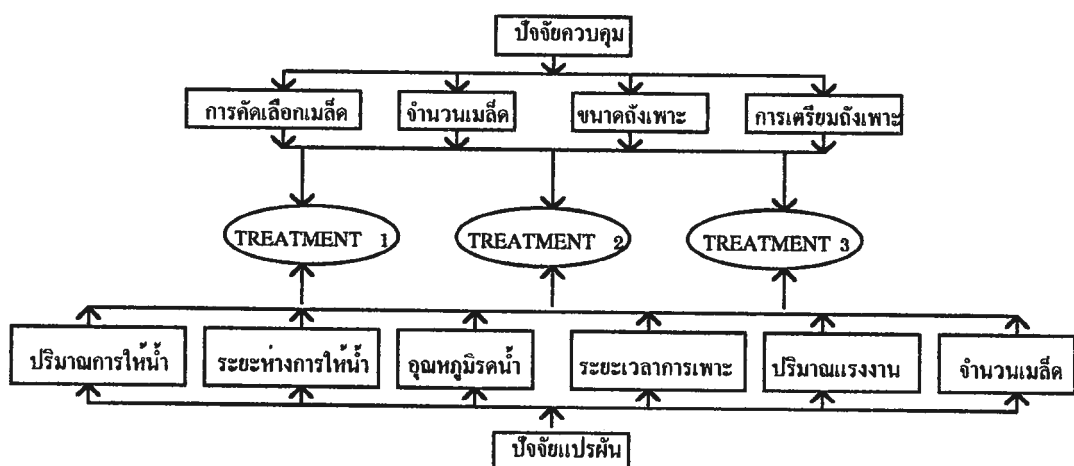 ปัจจัยควบคุม
การคัดเลือกเมล็ด จำนวนเมล็ด ขนาดถังเพาะ การเตรียมถังเพาะ
TREATMENT 1 TREATMENT 2 TREATMENT 3
ปริมาณการให้น้ำ ระยะห่างการให้น้ำ อุณหภูมิรดน้ำ ระยะเวลาการเพาะ ปริมาณแรงงาน จำนวนเมล็ด
ปัจจัยแปรผัน